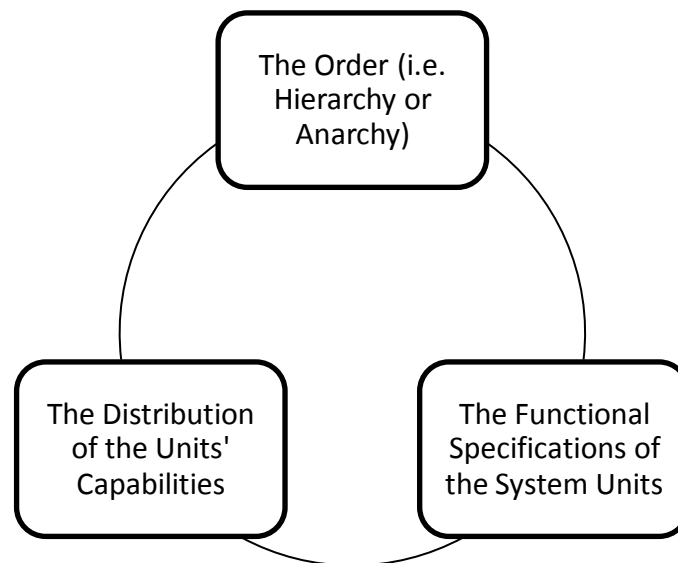 The Order (i.e.
Hierarchy or
Anarchy)
The Distribution
of the Units'
Capabilities
The Functional
Specifications of
the System Units